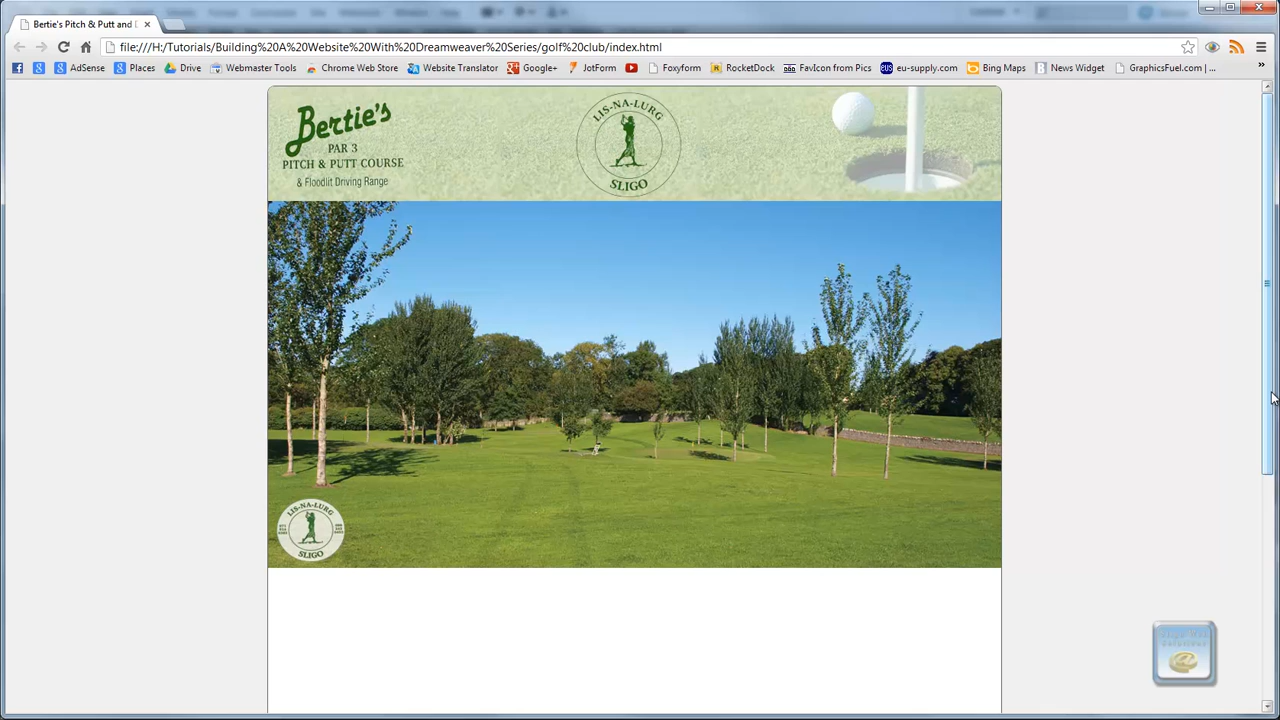 Bertie's Pitch & Putt and
file:///H:/Tutorials/Building%20A%20Website%20With%20Dreamweaver%20Series/golf%20club/index.html
AdSense Places Drive Webmaster Tools Chrome Web Store Website Translator Google+ JotForm Foxyform RocketDock FavIcon from Pics eu-supply.com Bing Maps News Widget GraphicsFuel.com |...
Bertie's
PAR 3
PITCH & PUTT COURSE
& Floodlit Driving Range
LIS-NA-LURG
SLIGO
LIS-NA-LURG
SLIGO